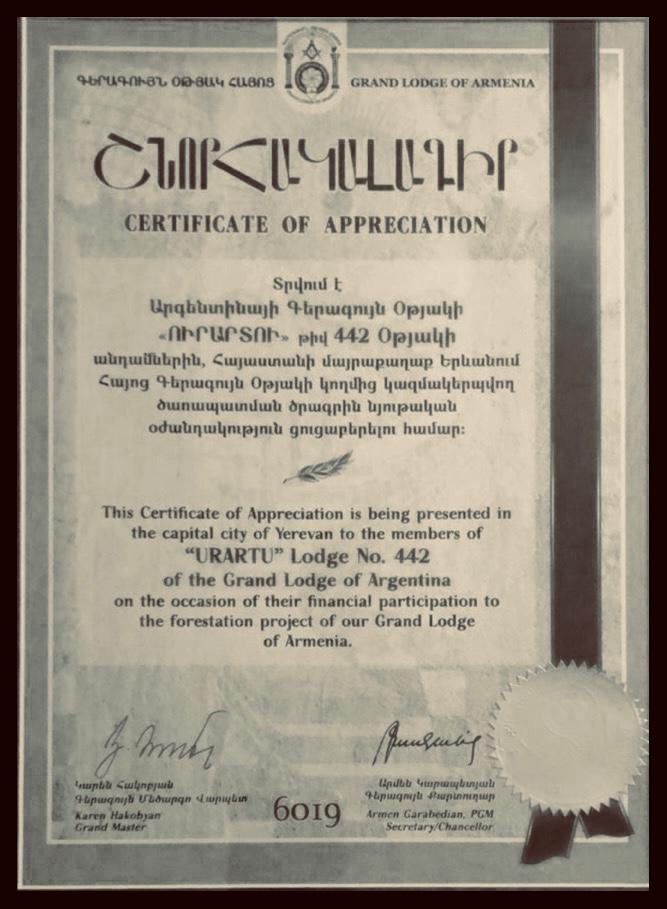 ԳԵՐԱԳՈՒՅՆ ՕԹՅԱԿ ՀԱՅՈՑ
GRAND LODGE OF ARMENIA
ՇՆՈՐՀԱԿԱԼԱԳԻՐ
CERTIFICATE OF APPRECIATION
Տրվում է
Արգենտինայի Գերագույն Օթյակի
«ՈՒՐԱՐՏՈՒ» թիվ 442 Օթյակի
անդամներին, Հայաստանի մայրաքաղաք Երևանում
Հայոց Գերագույն Օթյակի կողմից կազմակերպվող
ծառապատման ծրագրին նյութական
օժանդակություն ցուցաբերելու համար:
This Certificate of Appreciation is being presented in
the capital city of Yerevan to the members of
“URARTU” Lodge No. 442
of the Grand Lodge of Argentina
on the occasion of their financial participation to
the forestation project of our Grand Lodge
of Armenia.
Կարեն Հակոբյան
Գերագույն Մեծարգո Վարպետ
Karen Hakobyan
Grand Master
6019
Արմեն Կարապետյան
Գերագույն Քարտուղար
Armen Garabedian, PGM
Secretary/Chancellor